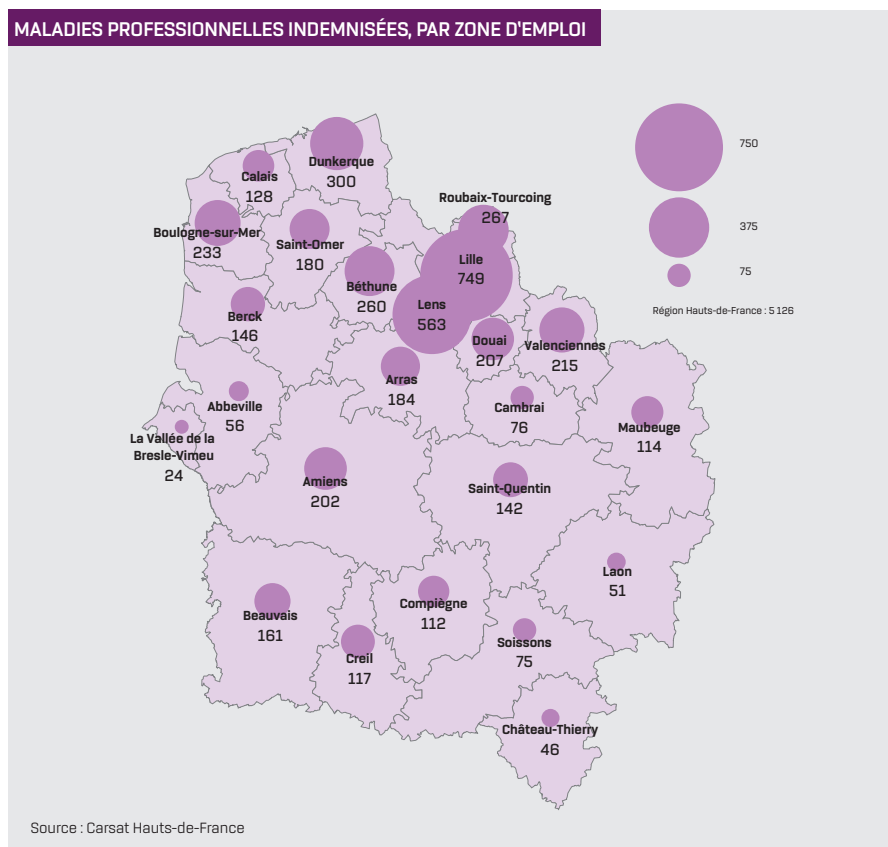 MALADIES PROFESSIONNELLES INDEMNISÉES, PAR ZONE D'EMPLOI
750
375
75
Région Hauts-de-France : 5 126
Dunkerque
300
Calais
128
Roubaix-Tourcoing
267
Boulogne-sur-Mer
233
Saint-Omer
180
Lille
749
Béthune
260
Lens
563
Berck
146
Douai
207
Valenciennes
215
Arras
184
Abbeville
56
Cambrai
76
Maubeuge
114
La Vallée de la
Bresle-Vimeu
24
Amiens
202
Saint-Quentin
142
Laon
51
Beauvais
161
Compiègne
112
Creil
117
Soissons
75
Château-Thierry
46
Source : Carsat Hauts-de-France